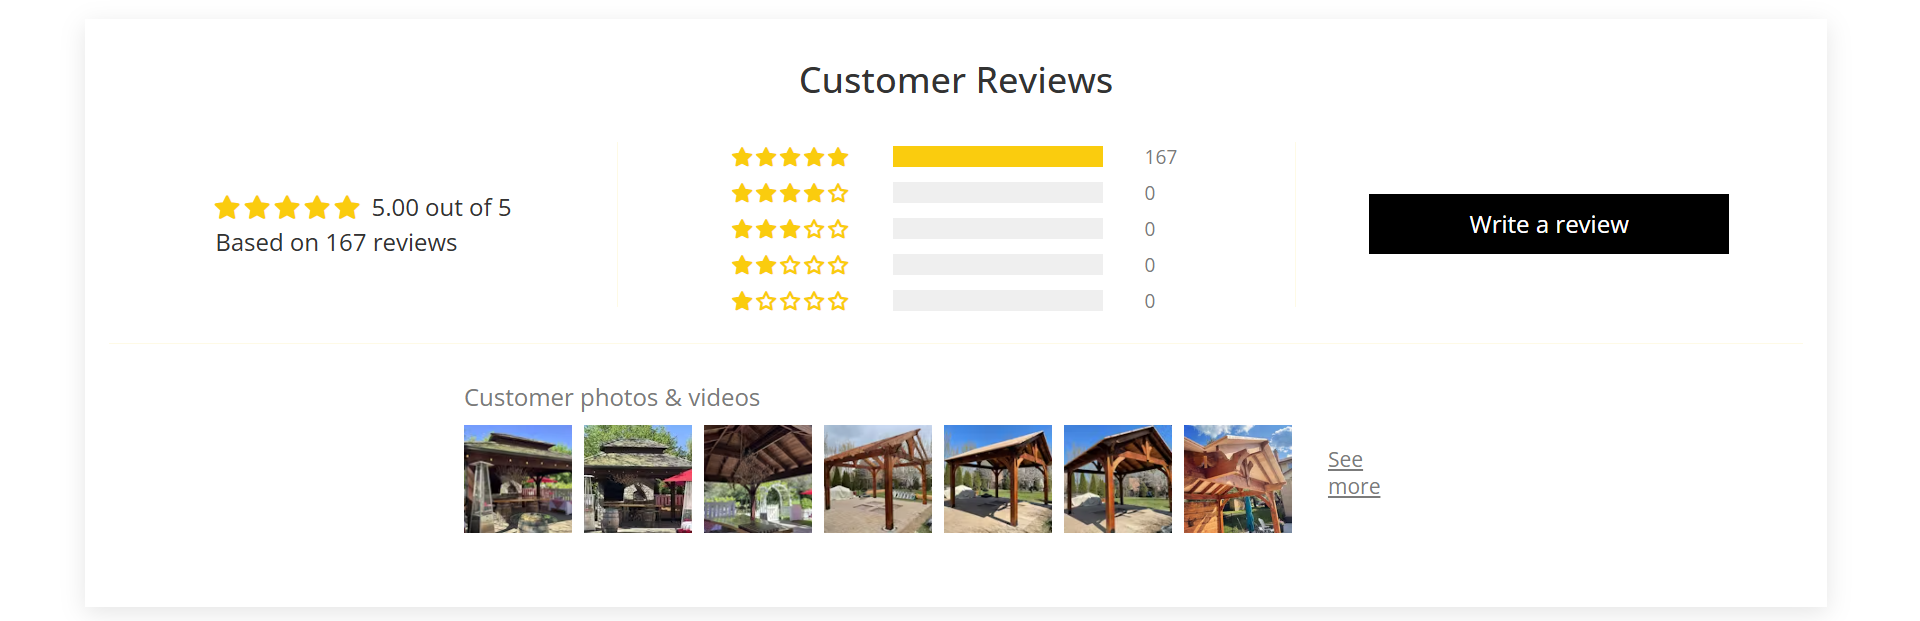 Customer Reviews
5.00 out of 5
Based on 167 reviews
167
0
0
0
0
Write a review
Customer photos & videos
See
more